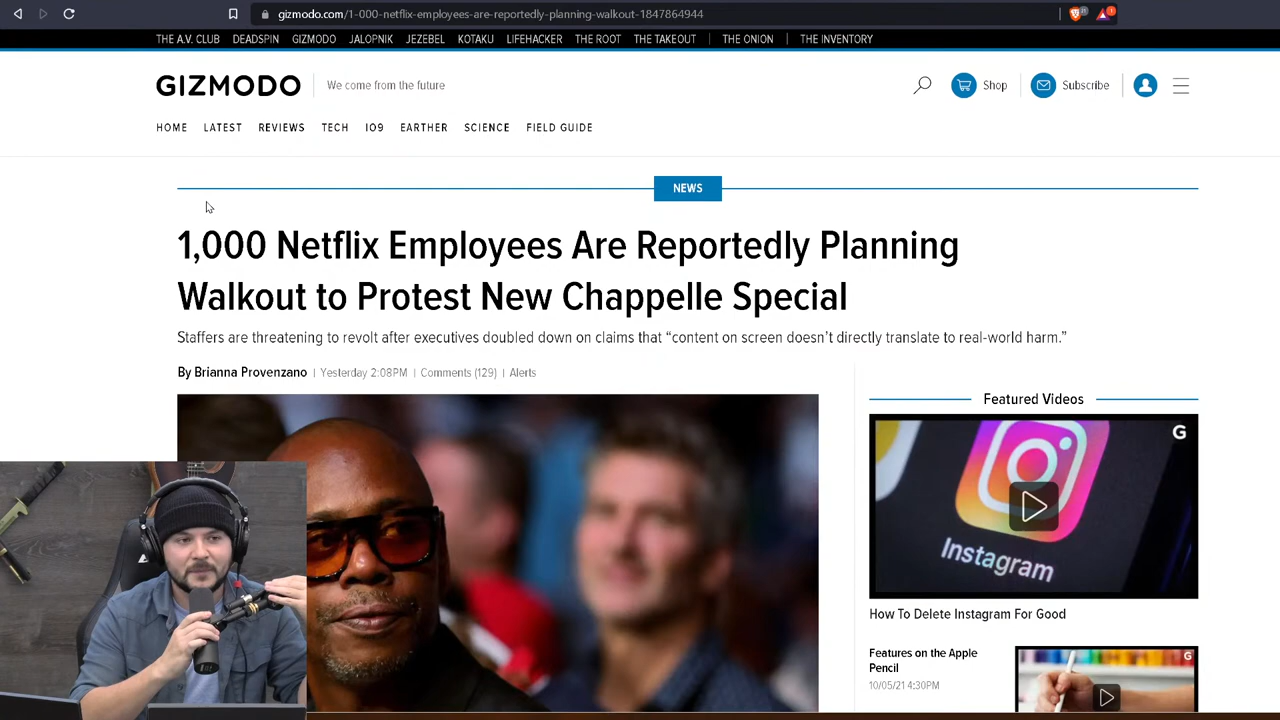 gizmodo.com/1-000-netflix-employees-are-reportedly-planning-walkout-1847864944
THE A.V. CLUB DEADSPIN GIZMODO JALOPNIK JEZEBEL KOTAKU LIFEHACKER THE ROOT THE TAKEOUT THE ONION THE INVENTORY
GIZMODO
We come from the future
Shop
Subscribe
HOME LATEST REVIEWS TECH IO9 EARTHER SCIENCE FIELD GUIDE
NEWS
1,000 Netflix Employees Are Reportedly Planning
Walkout to Protest New Chappelle Special
Staffers are threatening to revolt after executives doubled down on claims that “content on screen doesn’t directly translate to real-world harm.”
By Brianna Provenzano | Yesterday 2:08PM | Comments (129) | Alerts
Featured Videos
G
Instagram
How To Delete Instagram For Good
Features on the Apple
Pencil
10/05/21 4:30PM
G